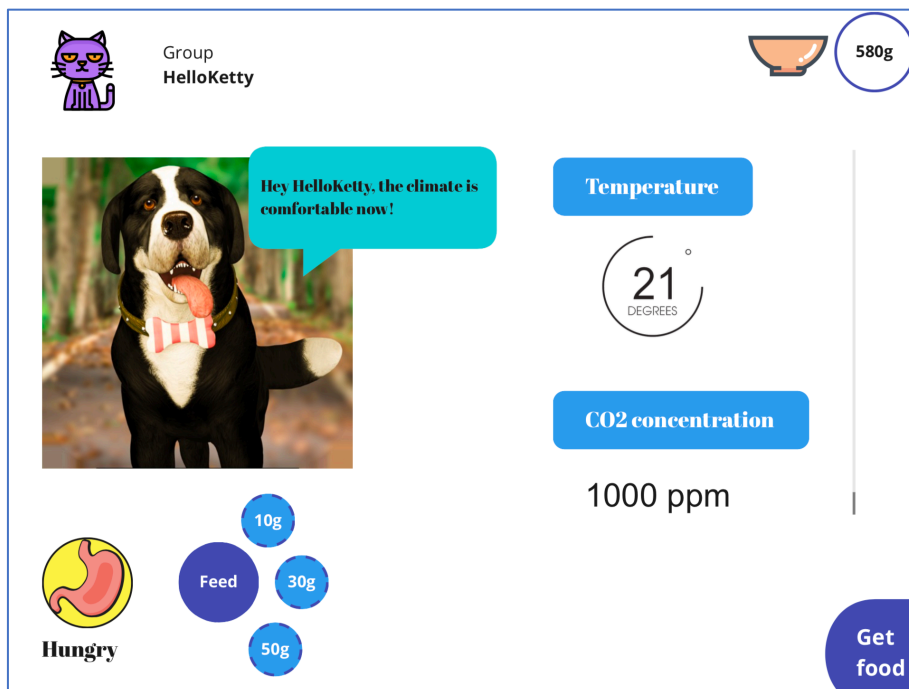 Group
HelloKetty
580g
Hey HelloKetty, the climate is
comfortable now!
Temperature
21°
DEGREES
CO2 concentration
1000 ppm
10g
Feed
30g
50g
Hungry
Get
food